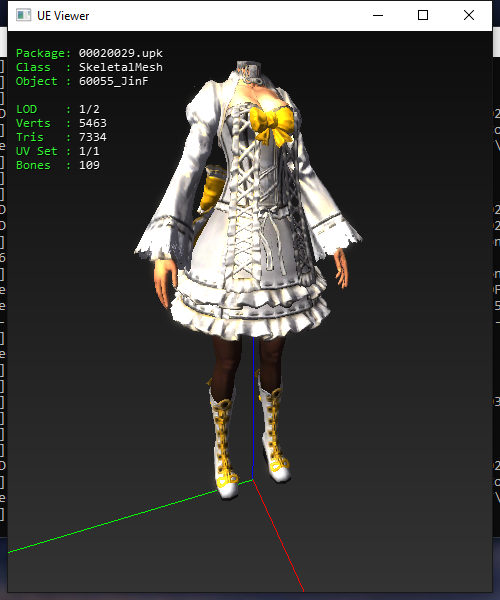 UE Viewer
Package: 00020029.upk
Class : SkeletalMesh
Object : 60055_JinF
LOD : 1/2
Verts : 5463
Tris : 7334
UV Set : 1/1
Bones : 109